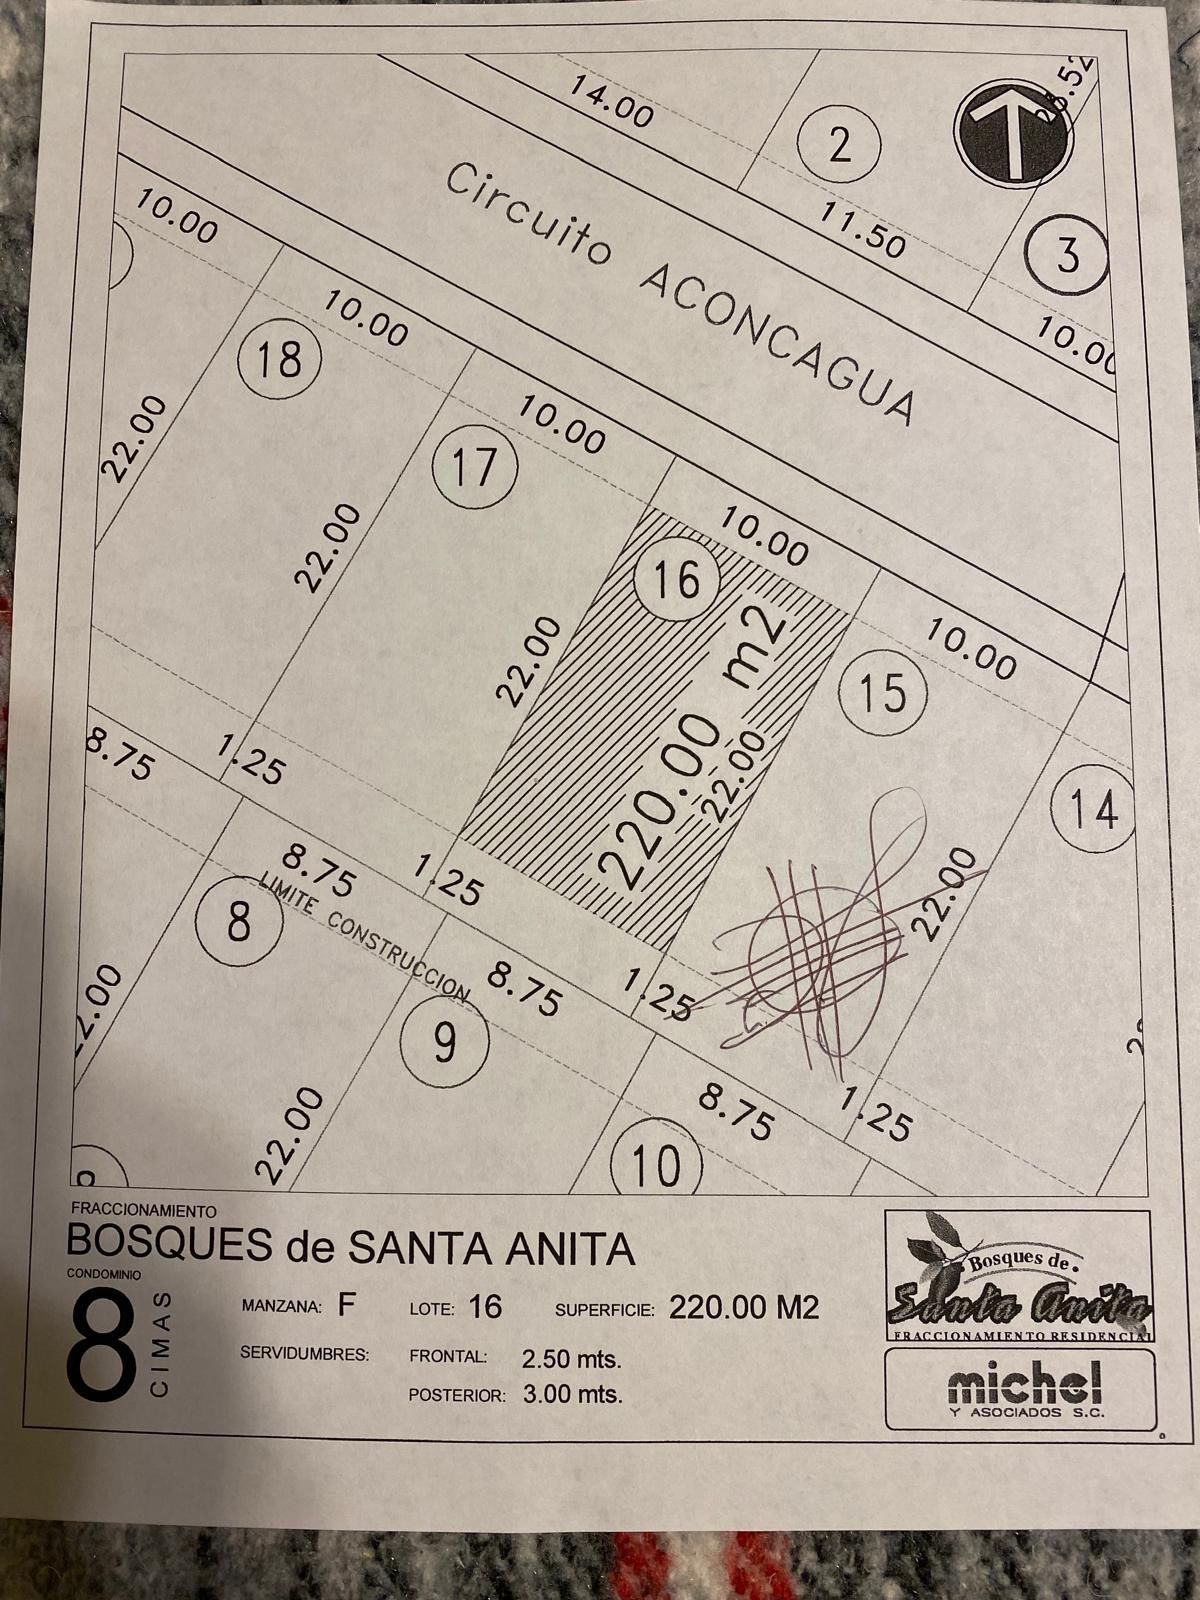 14.00
2
11.50
3
10.00
Circuito ACONCAGUA
10.00
18
10.00
17
10.00
16
10.00
15
10.00
14
22.00
22.00
22.00
220.00 m2
22.00
22.00
8.75
1.25
8.75
1.25
8.75
1.25
8.75
1.25
LIMITE CONSTRUCCION
8
9
10
22.00
22.00
FRACCIONAMIENTO
BOSQUES de SANTA ANITA
CONDOMINIO
8 CIMAS
MANZANA: F LOTE: 16 SUPERFICIE: 220.00 M2
SERVIDUMBRES: FRONTAL: 2.50 mts.
POSTERIOR: 3.00 mts.
Bosques de
Santa Anita
FRACCIONAMIENTO RESIDENCIAL
michel
Y ASOCIADOS S.C.